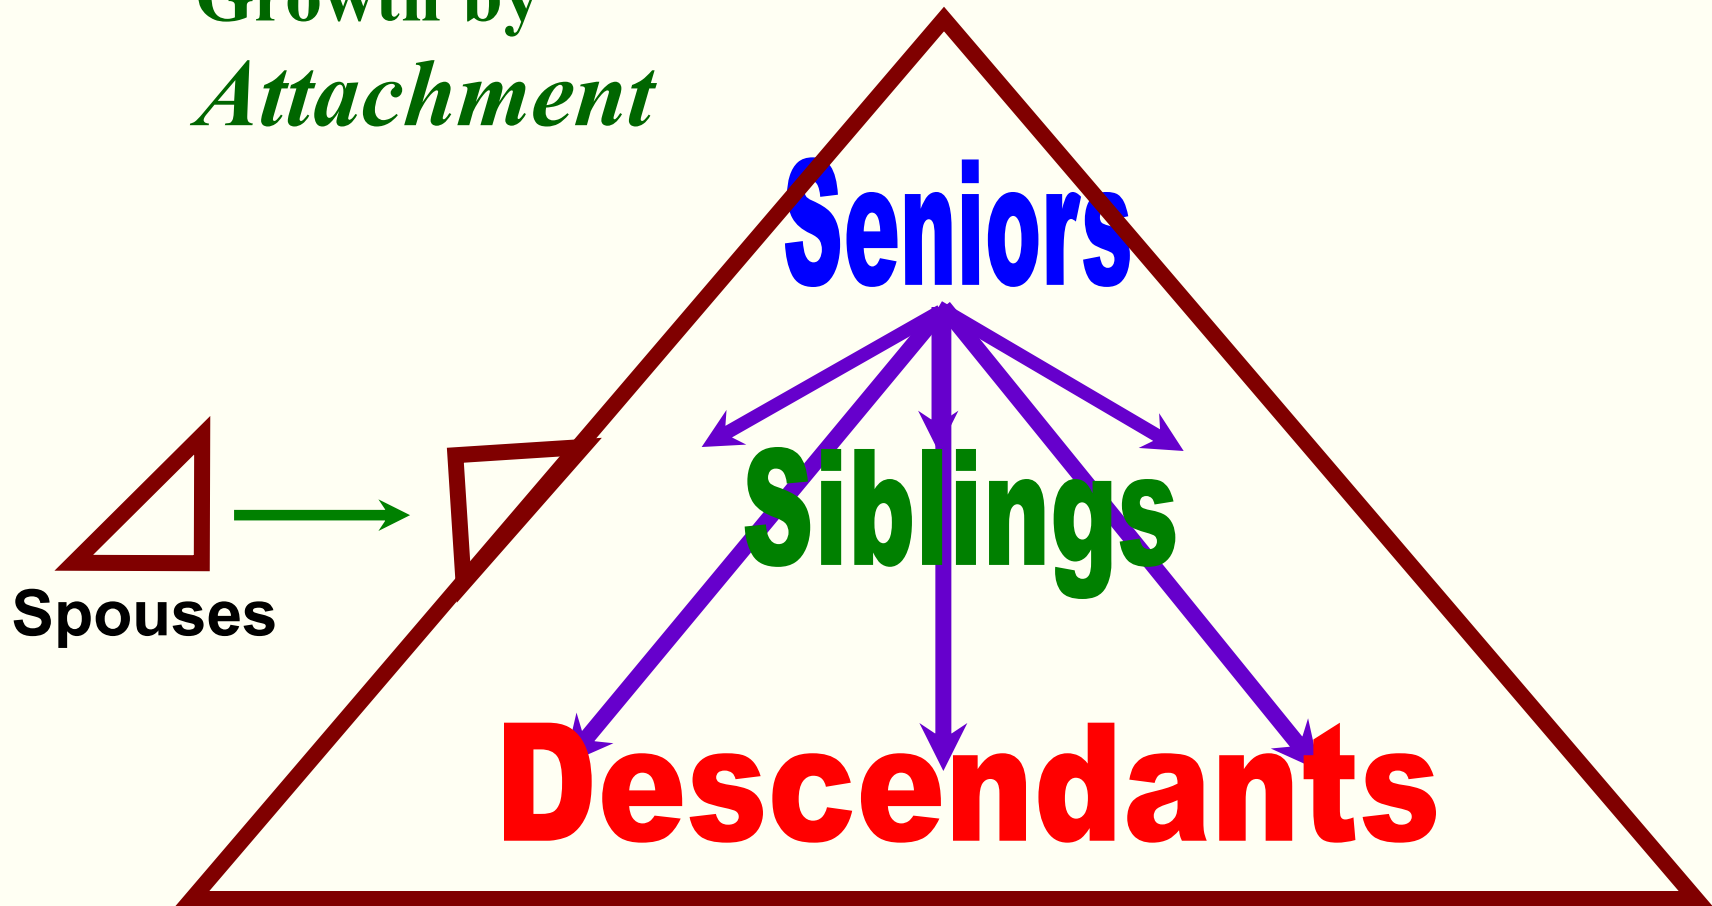 Growth by
Attachment
Seniors
Siblings
Spouses
Descendants